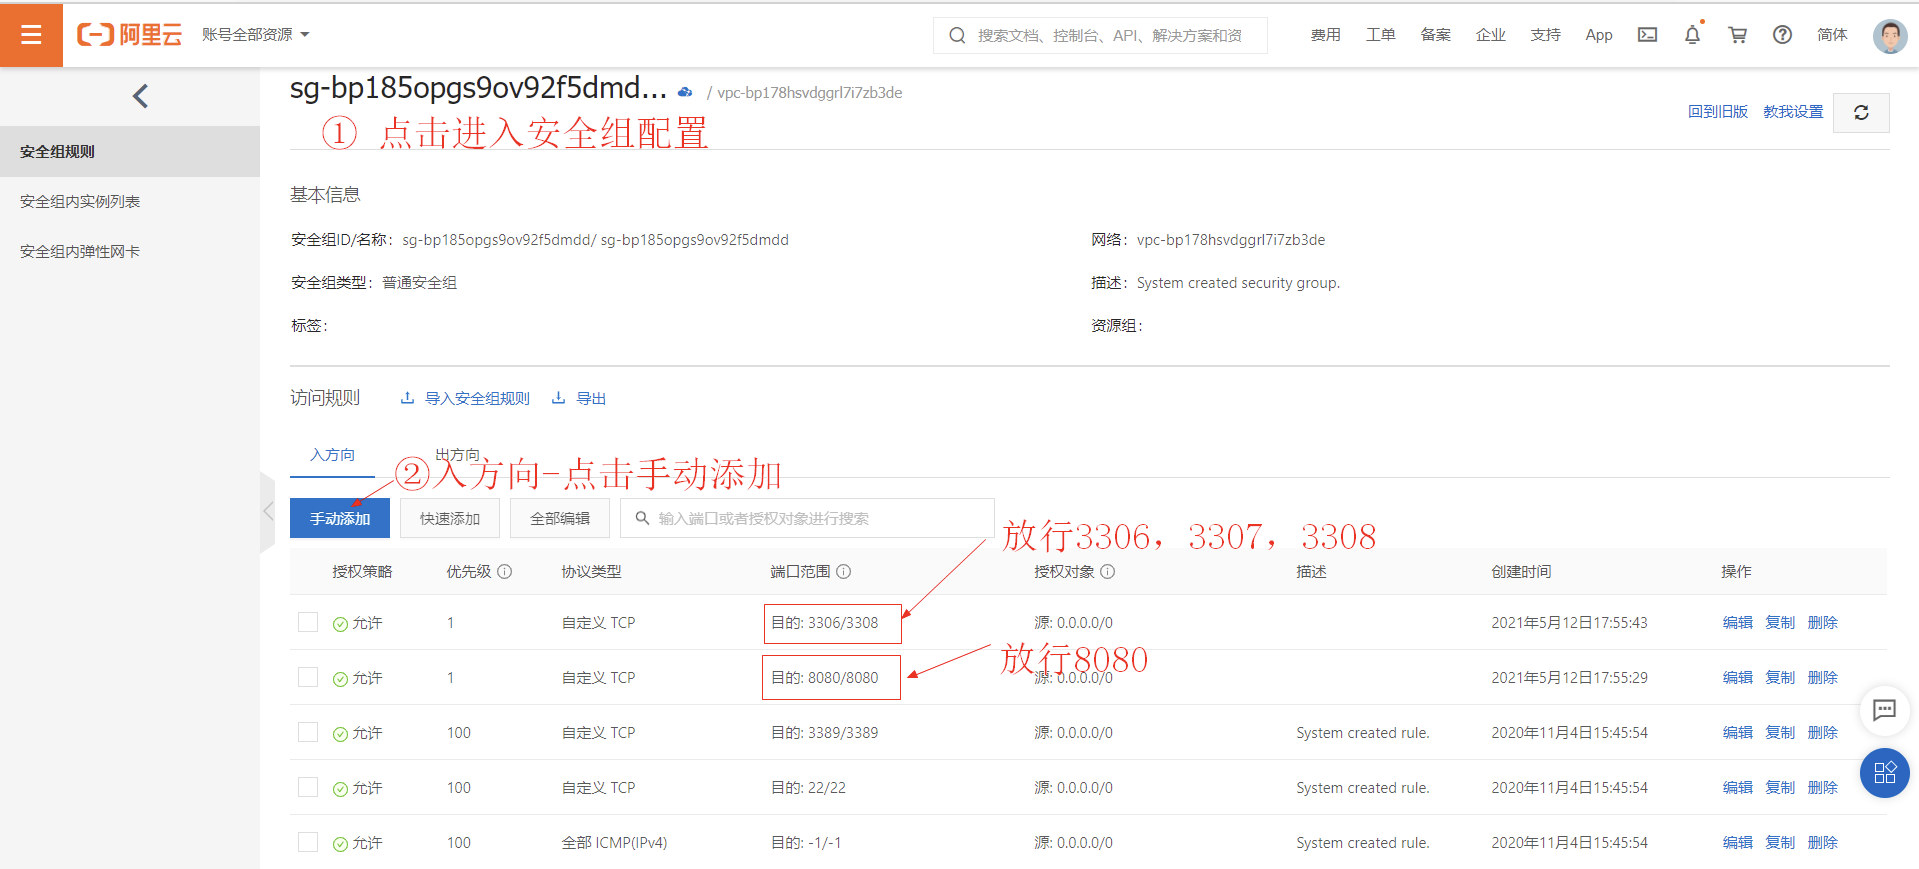 阿里云 账号全部资源 搜索文档、控制台、API、解决方案和资 费用 工单 备案 企业 支持 App 简体
sg-bp185opgs9ov92f5dmd... / vpc-bp178hsvdggrl7i7zb3de
回到旧版 教我设置
① 点击进入安全组配置
安全组规则
安全组内实例列表
安全组内弹性网卡
基本信息
安全组ID/名称: sg-bp185opgs9ov92f5dmdd/ sg-bp185opgs9ov92f5dmdd 网络: vpc-bp178hsvdggrl7i7zb3de
安全组类型: 普通安全组 描述: System created security group.
标签: 资源组:
访问规则 导入安全组规则 导出
入方向 出方向
②入方向-点击手动添加
手动添加 快速添加 全部编辑 输入端口或者授权对象进行搜索
放行3306，3307，3308
授权策略 优先级 协议类型 端口范围 授权对象 描述 创建时间 操作
允许 1 自定义 TCP 目的: 3306/3308 源: 0.0.0.0/0 2021年5月12日17:55:43 编辑 复制 删除
放行8080
允许 1 自定义 TCP 目的: 8080/8080 源: 0.0.0.0/0 2021年5月12日17:55:29 编辑 复制 删除
允许 100 自定义 TCP 目的: 3389/3389 源: 0.0.0.0/0 System created rule. 2020年11月4日15:45:54 编辑 复制 删除
允许 100 自定义 TCP 目的: 22/22 源: 0.0.0.0/0 System created rule. 2020年11月4日15:45:54 编辑 复制 删除
允许 100 全部 ICMP(IPv4) 目的: -1/-1 源: 0.0.0.0/0 System created rule. 2020年11月4日15:45:54 编辑 复制 删除